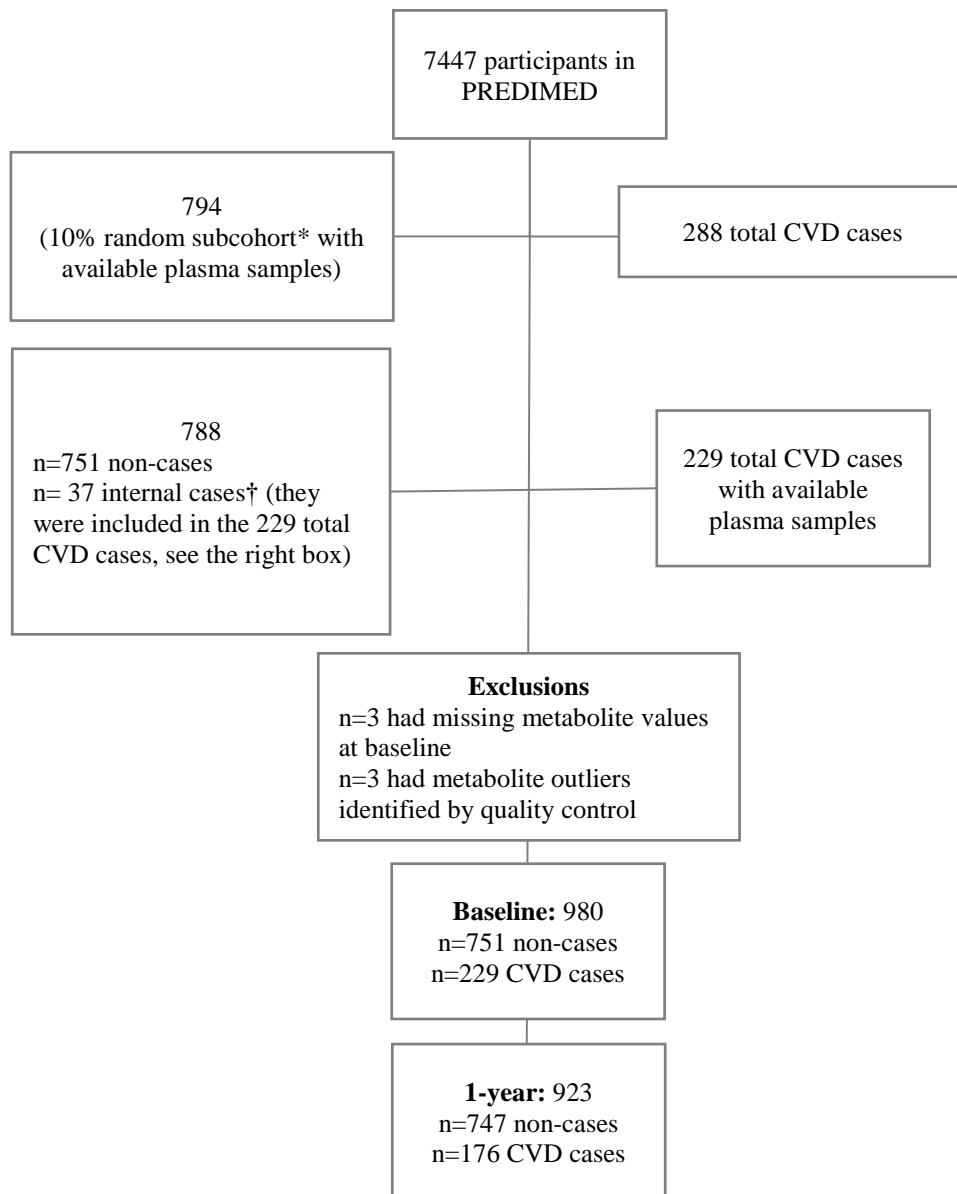 7447 participants in
PREDIMED
794
(10% random subcohort* with
available plasma samples)
288 total CVD cases
788
n=751 non-cases
n= 37 internal cases† (they
were included in the 229 total
CVD cases, see the right box)
229 total CVD cases
with available
plasma samples
Exclusions
n=3 had missing metabolite values
at baseline
n=3 had metabolite outliers
identified by quality control
Baseline: 980
n=751 non-cases
n=229 CVD cases
1-year: 923
n=747 non-cases
n=176 CVD cases